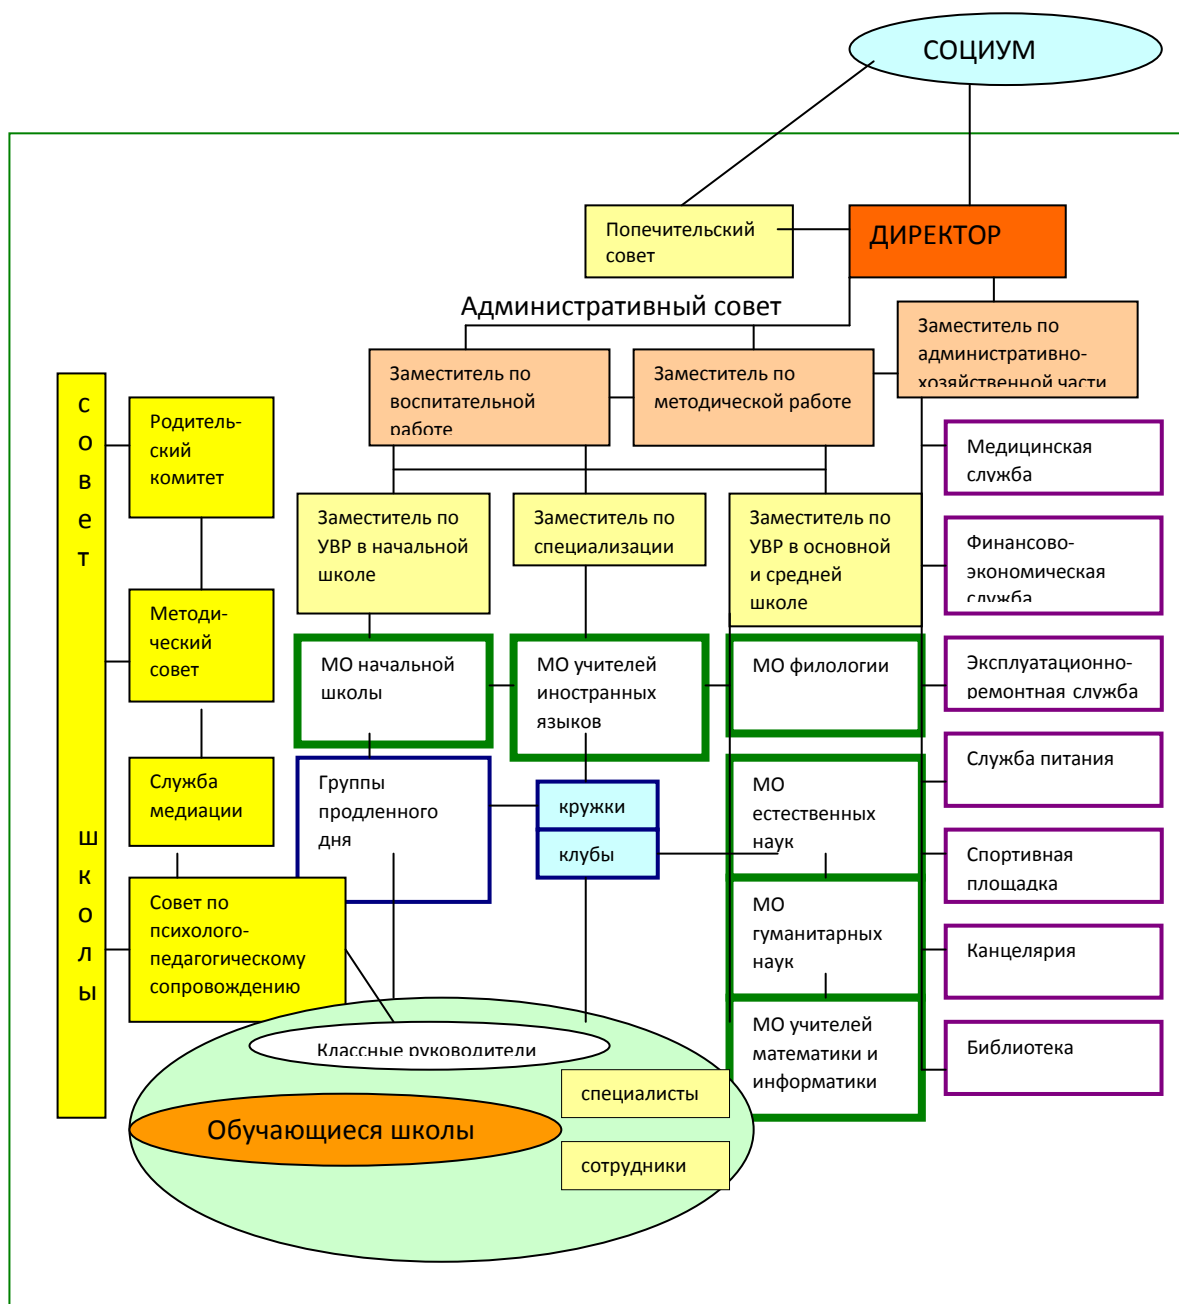 СОЦИУМ
Попечительский
совет
ДИРЕКТОР
Административный совет
Заместитель по
воспитательной
работе
Заместитель по
методической работе
Заместитель по
административно-
хозяйственной части
с
о
в
е
т
ш
к
о
л
ы
Родитель-
ский
комитет
Методи-
ческий
совет
Служба
медиации
Совет по
психолого-
педагогическому
сопровождению
Заместитель по
УВР в начальной
школе
Заместитель по
специализации
Заместитель по
УВР в основной
и средней
школе
МО начальной
школы
МО учителей
иностранных
языков
МО филологии
Группы
продленного
дня
кружки
клубы
МО
естественных
наук
МО
гуманитарных
наук
МО учителей
математики и
информатики
Медицинская
служба
Финансово-
экономическая
служба
Эксплуатационно-
ремонтная служба
Служба питания
Спортивная
площадка
Канцелярия
Библиотека
Классные руководители
специалисты
Обучающиеся школы
сотрудники